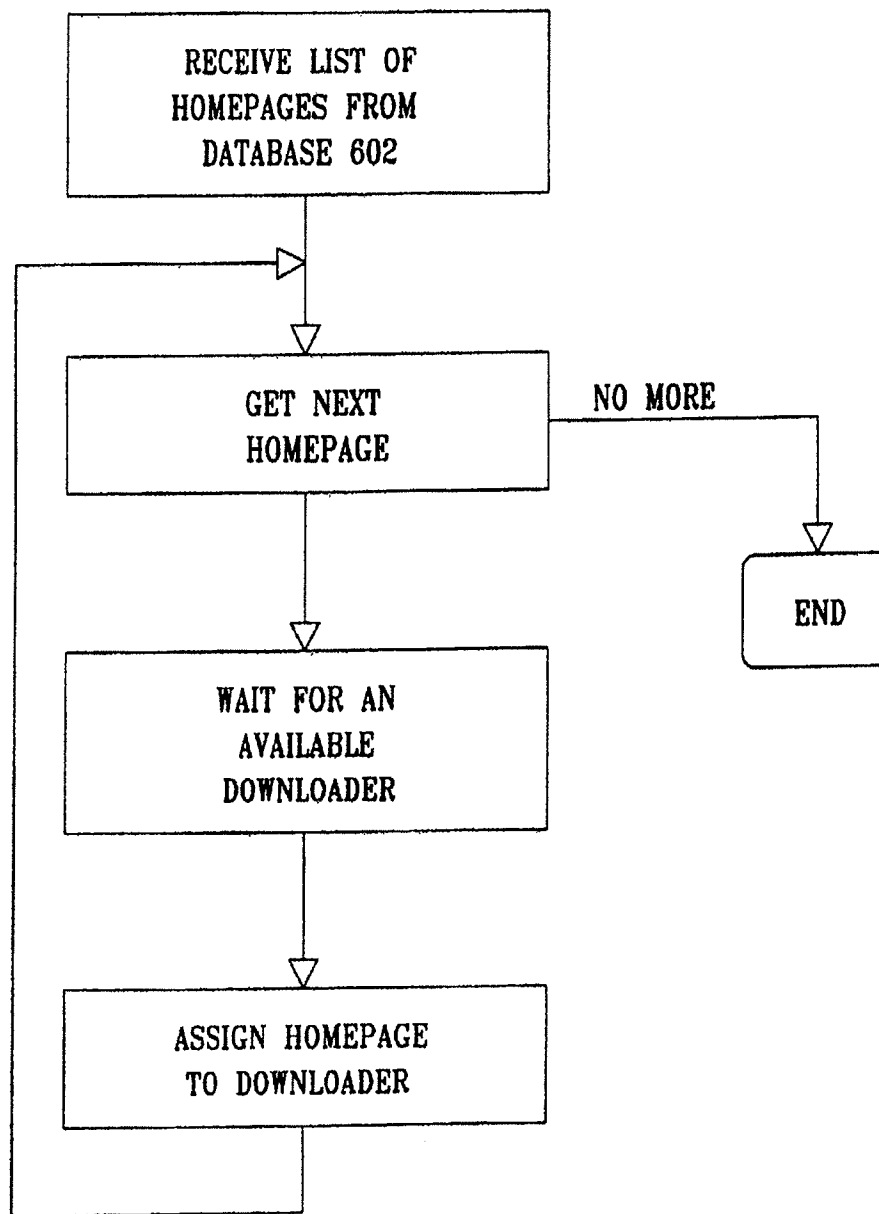 RECEIVE LIST OF
HOMEPAGES FROM
DATABASE 602
GET NEXT
HOMEPAGE
NO MORE
END
WAIT FOR AN
AVAILABLE
DOWNLOADER
ASSIGN HOMEPAGE
TO DOWNLOADER